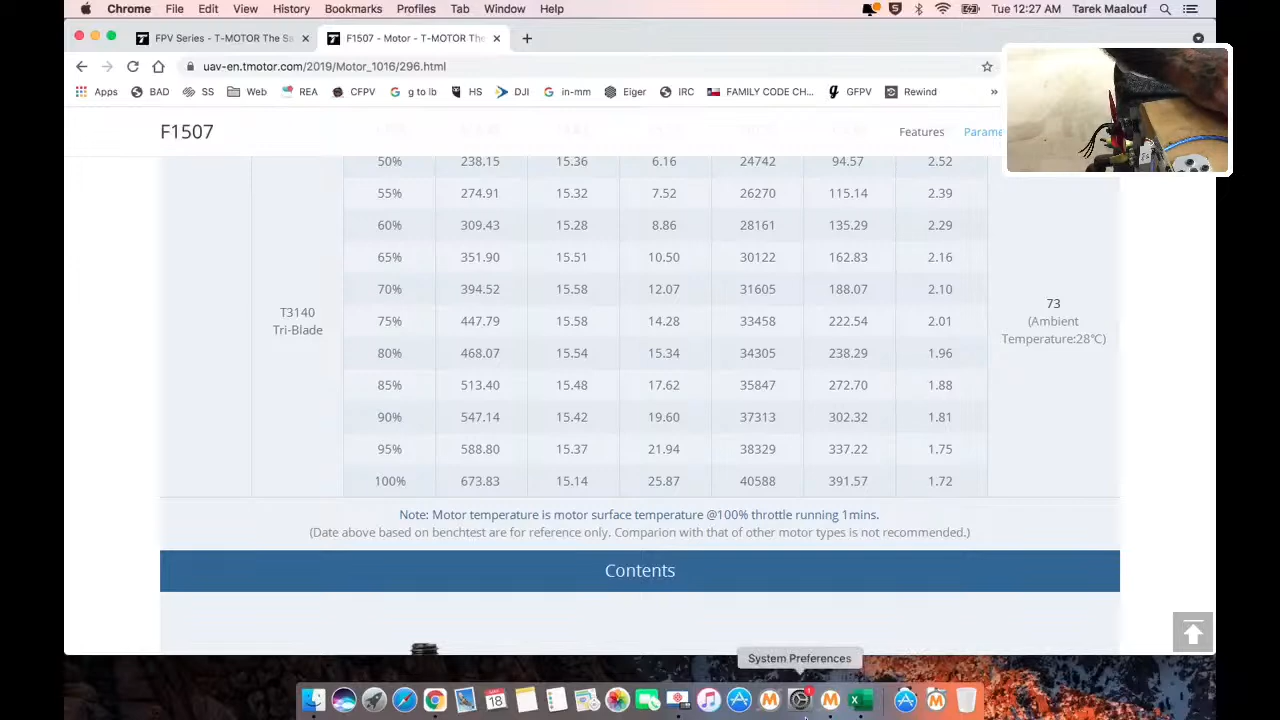 Chrome File Edit View History Bookmarks Profiles Tab Window Help Tue 12:27 AM Tarek Maalouf
FPV Series - T-MOTOR The Sa × F1507 - Motor - T-MOTOR The × +
uav-en.tmotor.com/2019/Motor_1016/236.html
Apps BAD SS Web REA CFPV g to lb HS DJI in-mm Eiger IRC FAMILY CODE CH... GFPV Rewind »
F1507 Features Parame
50% 238.15 15.36 6.16 24742 94.57 2.52
55% 274.91 15.32 7.52 26270 115.14 2.39
60% 309.43 15.28 8.86 28161 135.29 2.29
65% 351.90 15.51 10.50 30122 162.83 2.16
70% 394.52 15.58 12.07 31605 188.07 2.10
T3140
Tri-Blade
75% 447.79 15.58 14.28 33458 222.54 2.01
73
(Ambient
Temperature:28℃)
80% 468.07 15.54 15.34 34305 238.29 1.96
85% 513.40 15.48 17.62 35847 272.70 1.88
90% 547.14 15.42 19.60 37313 302.32 1.81
95% 588.80 15.37 21.94 38329 337.22 1.75
100% 673.83 15.14 25.87 40588 391.57 1.72
Note: Motor temperature is motor surface temperature @100% throttle running 1mins.
(Date above based on benchtest are for reference only. Comparion with that of other motor types is not recommended.)
Contents
System Preferences
18